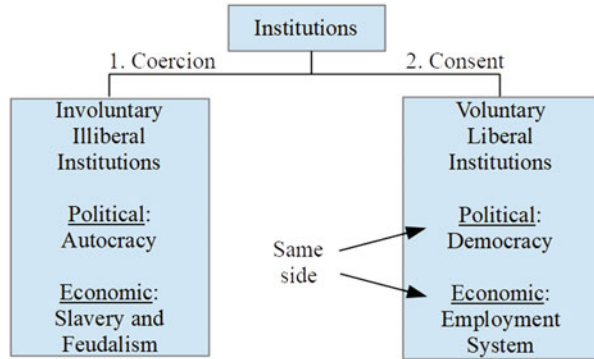 Institutions
1. Coercion
2. Consent
Involuntary
Illiberal
Institutions
Political:
Autocracy
Economic:
Slavery and
Feudalism
Same
side
Voluntary
Liberal
Institutions
Political:
Democracy
Economic:
Employment
System